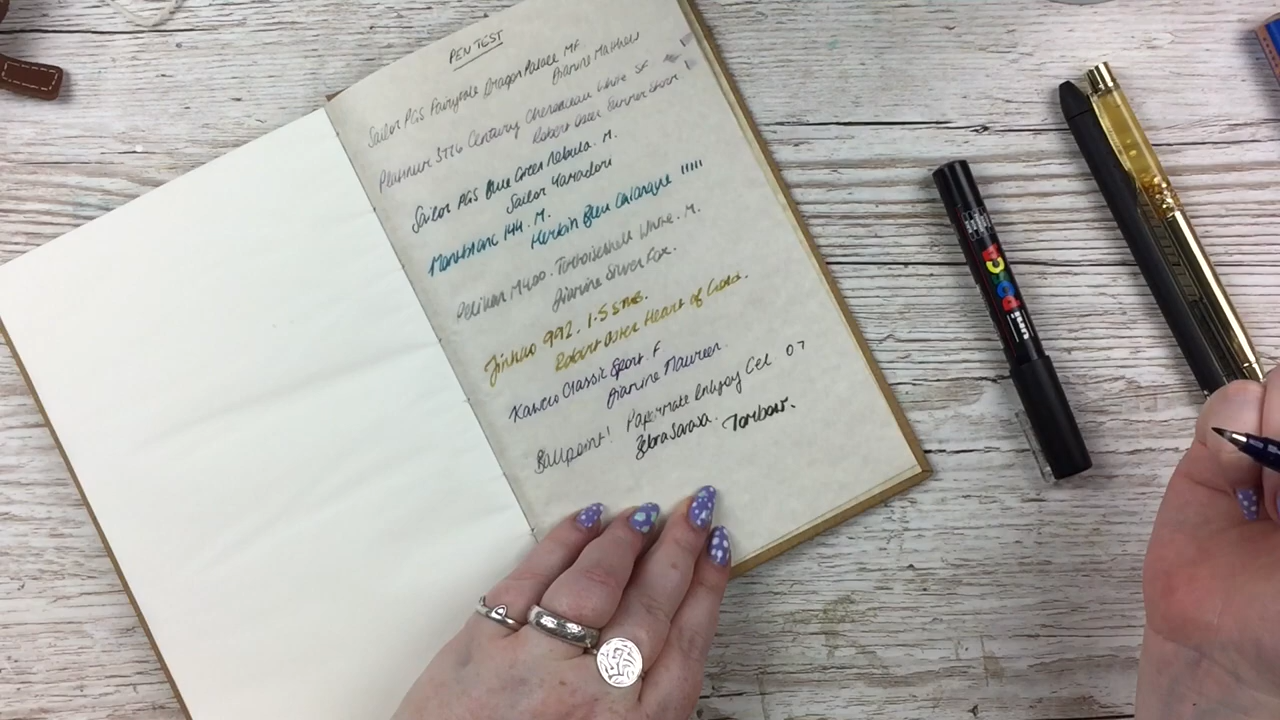 PEN TEST
Sailor PGS Fairytale Dragon Palace MF
Diamine Matthew
Platinum 3776 Century Chenonceau White SF
Robert Oster Summer Storm
Sailor PGS Blue Green Nebula. M.
Sailor Yamadori
Montblanc 144. M.
Herbin Bleu Calanque
Pelikan M400. Tortoiseshell White. M.
Diamine Silver Fox.
Jinhao 992. 1.5 Stub.
Robert Oster Heart of Gold.
Kaweco Classic Sport. F
Diamine Maureen.
Ballpoint! Papermate Inkjoy Gel 07
Zebra Sarasa. Tombow.
POSCA